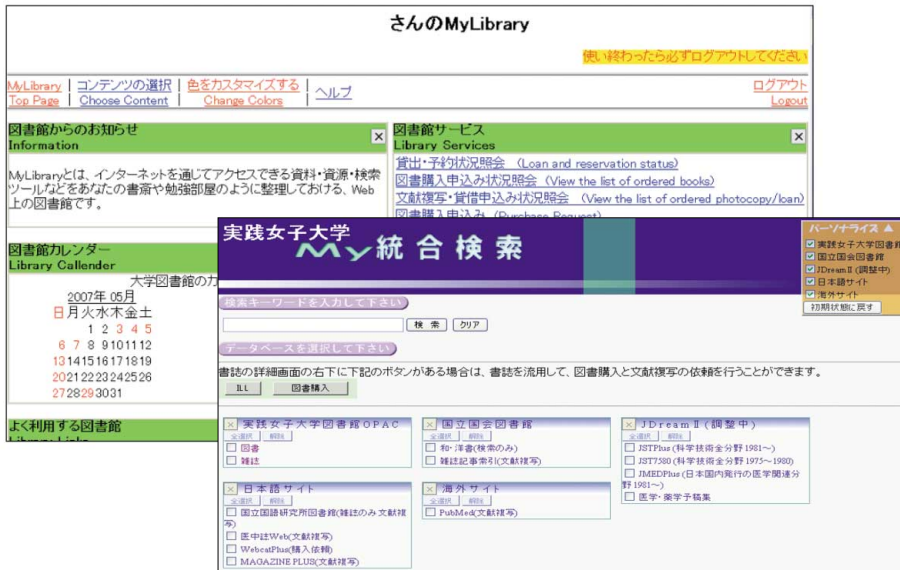 さんのMyLibrary
使い終わったら必ずログアウトしてください
MyLibrary | コンテンツの選択 | 色をカスタマイズする | ヘルプ ログアウト
Top Page | Choose Content | Change Colors | Logout
図書館からのお知らせ
Information
MyLibraryとは、インターネットを通じてアクセスできる資料・資源・検索
ツールなどをあなたの書斎や勉強部屋のように整理しておける、Web
上の図書館です。
図書館サービス
Library Services
貸出・予約状況照会 (Loan and reservation status)
図書購入申込み状況照会 (View the list of ordered books)
文献複写・貸借申込み状況照会 (View the list of ordered photocopy/loan)
図書購入申込み (Purchase Request)
図書館カレンダー
Library Callender
大学図書館のカ
2007年 05月
日月火水木金土
1 2 3 4 5
6 7 8 9 10 11 12
13 14 15 16 17 18 19
20 21 22 23 24 25 26
27 28 29 30 31
よく利用する図書館
実践女子大学
My統合検索
パーソナライズ ▲
実践女子大学図書館
国立国会図書館
JDreamⅡ(調整中)
日本語サイト
海外サイト
初期状態に戻す
検索キーワードを入力して下さい
検索 クリア
データベースを選択して下さい
書誌の詳細画面の右下に下記のボタンがある場合は、書誌を流用して、図書購入と文献複写の依頼を行うことができます。
ILL 図書購入
実践女子大学図書館OPAC
全選択 解除
図書
雑誌
国立国会図書館
全選択 解除
和・洋書(検索のみ)
雑誌記事索引(文献複写)
JDreamⅡ(調整中)
全選択 解除
JSTPlus(科学技術全分野1981〜)
JST7580(科学技術全分野1975〜1980)
JMEDPlus(日本国内発行の医学関連分
野1981〜)
医学・薬学予稿集
日本語サイト
全選択 解除
国立国語研究所図書館(雑誌のみ文献複
写)
医中誌Web(文献複写)
WebcatPlus(購入依頼)
MAGAZINE PLUS(文献複写)
海外サイト
全選択 解除
PubMed(文献複写)